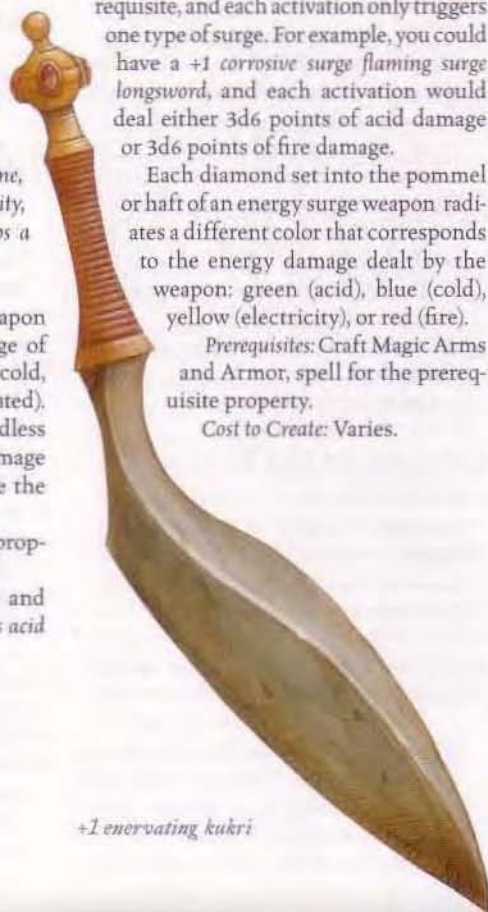 ne,
ity,
os a
apon
ge of
cold,
ated).
dless
mage
e the
prop-
and
s acid
requisite, and each activation only triggers
one type of surge. For example, you could
have a +1 corrosive surge flaming surge
longsword, and each activation would
deal either 3d6 points of acid damage
or 3d6 points of fire damage.
Each diamond set into the pommel
or haft of an energy surge weapon radi-
ates a different color that corresponds
to the energy damage dealt by the
weapon: green (acid), blue (cold),
yellow (electricity), or red (fire).
Prerequisites: Craft Magic Arms
and Armor, spell for the prereq-
uisite property.
Cost to Create: Varies.
+1 enervating kukri